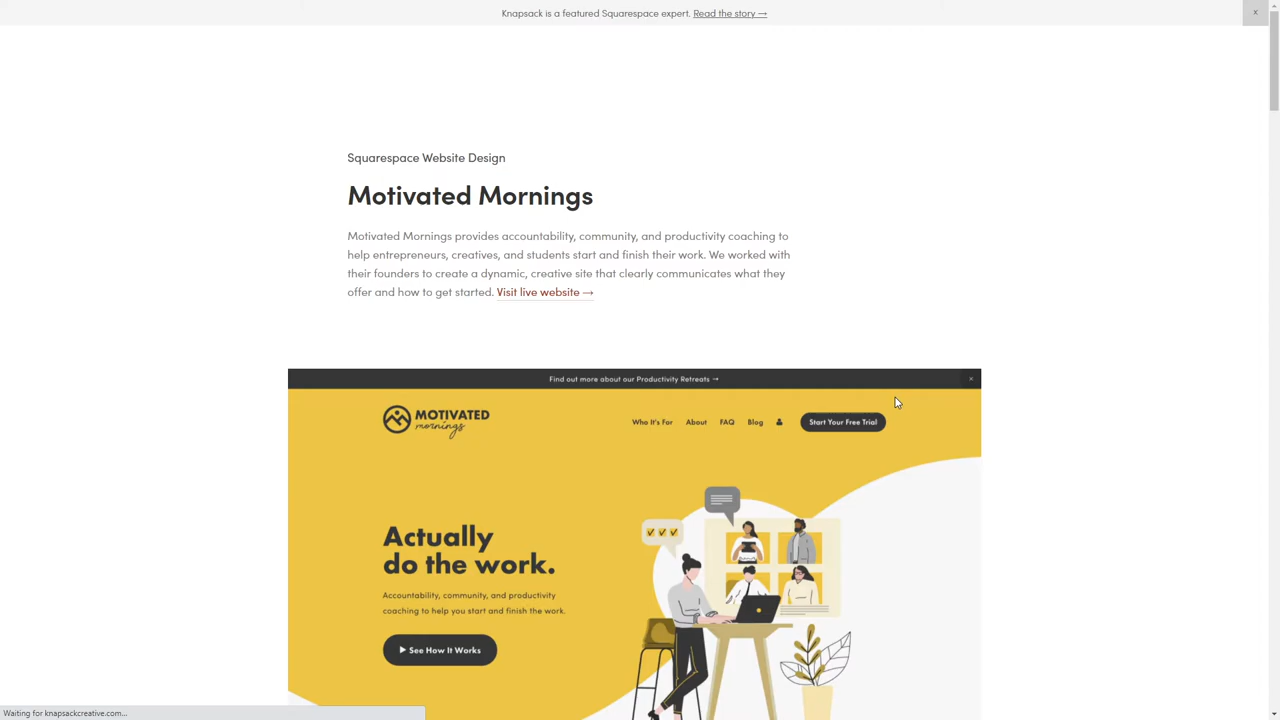 Knapsack is a featured Squarespace expert. Read the story → x
Squarespace Website Design
Motivated Mornings
Motivated Mornings provides accountability, community, and productivity coaching to
help entrepreneurs, creatives, and students start and finish their work. We worked with
their founders to create a dynamic, creative site that clearly communicates what they
offer and how to get started. Visit live website →
Find out more about our Productivity Retreats → ×
MOTIVATED
mornings
Who It's For About FAQ Blog Start Your Free Trial
Actually
do the work.
Accountability, community, and productivity
coaching to help you start and finish the work.
See How It Works
Waiting for knapsackcreative.com...